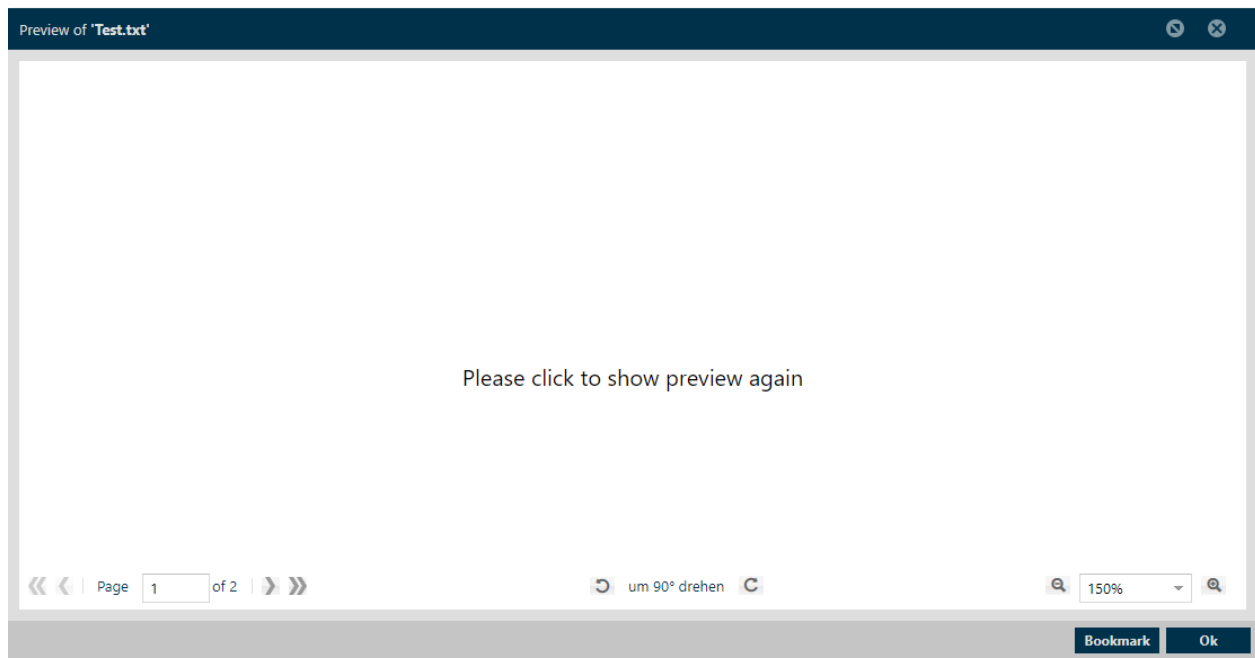 Preview of 'Test.txt'
Please click to show preview again
Page 1 of 2 um 90° drehen 150%
Bookmark Ok